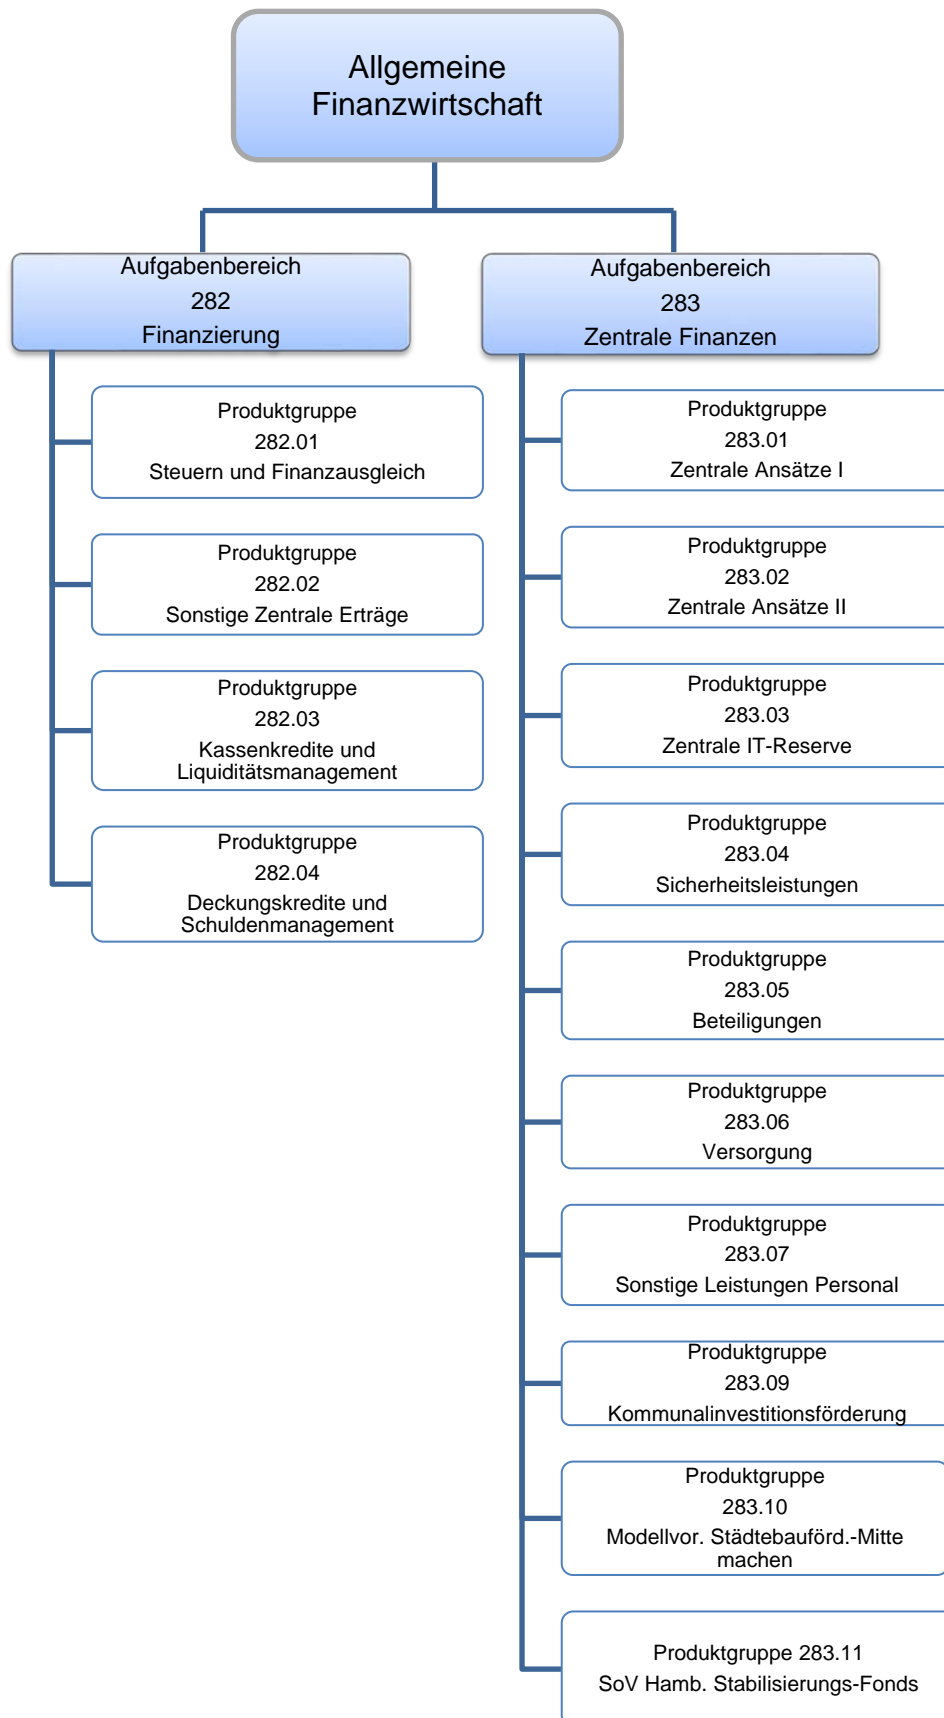 Allgemeine
Finanzwirtschaft
Aufgabenbereich
282
Finanzierung
Produktgruppe
282.01
Steuern und Finanzausgleich
Produktgruppe
282.02
Sonstige Zentrale Erträge
Produktgruppe
282.03
Kassenkredite und
Liquiditätsmanagement
Produktgruppe
282.04
Deckungskredite und
Schuldenmanagement
Aufgabenbereich
283
Zentrale Finanzen
Produktgruppe
283.01
Zentrale Ansätze I
Produktgruppe
283.02
Zentrale Ansätze II
Produktgruppe
283.03
Zentrale IT-Reserve
Produktgruppe
283.04
Sicherheitsleistungen
Produktgruppe
283.05
Beteiligungen
Produktgruppe
283.06
Versorgung
Produktgruppe
283.07
Sonstige Leistungen Personal
Produktgruppe
283.09
Kommunalinvestitionsförderung
Produktgruppe
283.10
Modellvor. Städtebauförd.-Mitte
machen
Produktgruppe 283.11
SoV Hamb. Stabilisierungs-Fonds